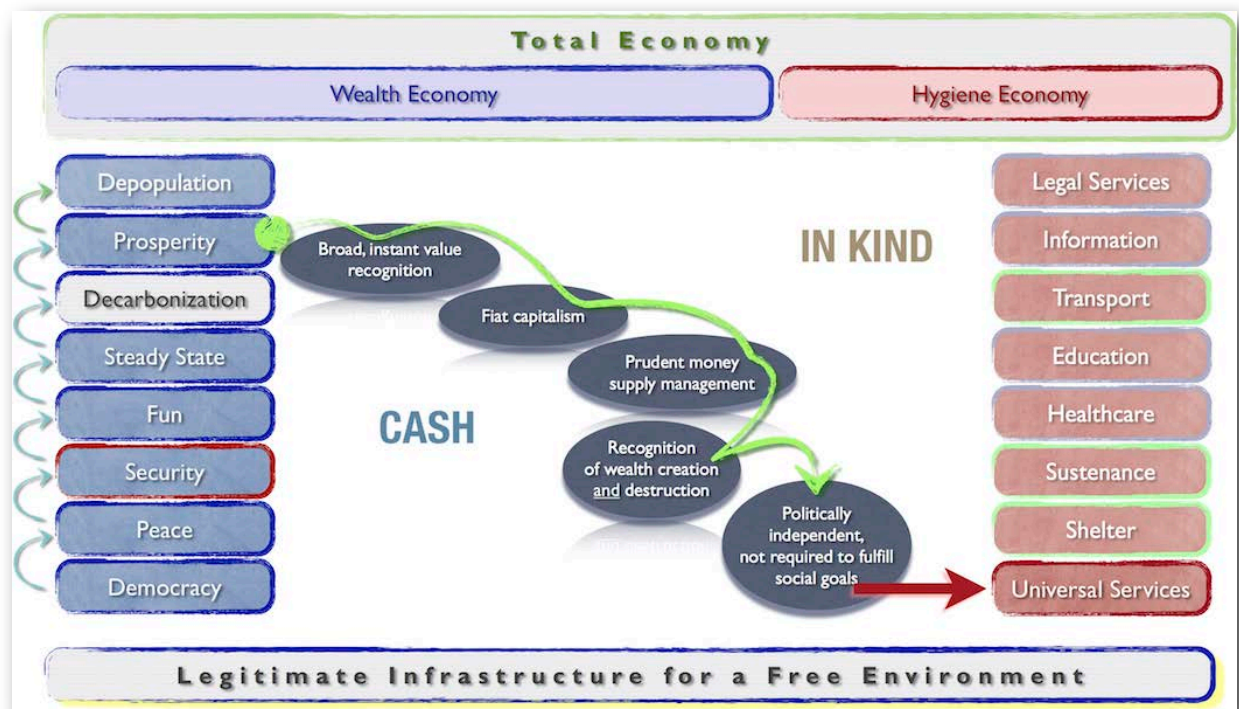 Total Economy
Wealth Economy
Hygiene Economy
Depopulation
Prosperity
Decarbonization
Steady State
Fun
Security
Peace
Democracy
Broad, instant value
recognition
Fiat capitalism
Prudent money
supply management
Recognition
of wealth creation
and destruction
Politically
independent,
not required to fulfill
social goals
CASH
IN KIND
Legal Services
Information
Transport
Education
Healthcare
Sustenance
Shelter
Universal Services
Legitimate Infrastructure for a Free Environment